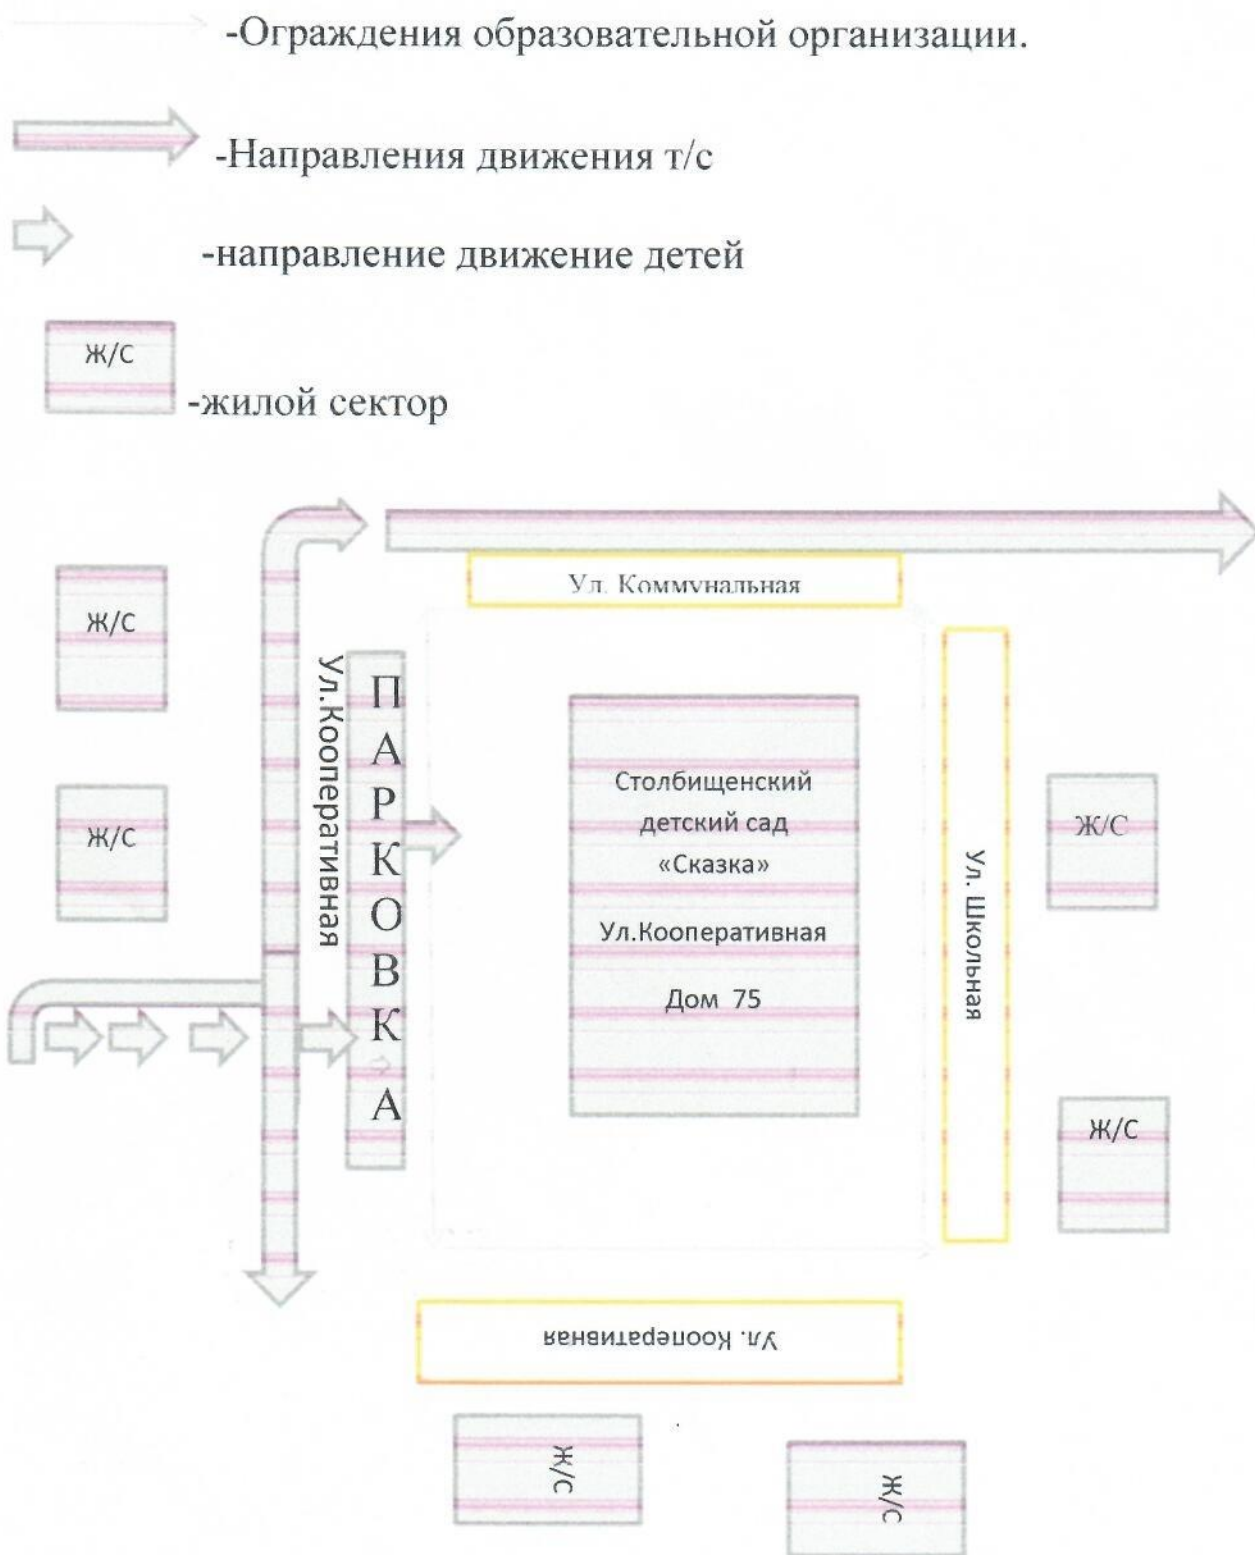 -Ограждения образовательной организации.
-Направления движения т/с
-направление движение детей
Ж/С
-жилой сектор
Ул. Коммунальная
Ж/С
Ж/С
Ул.Кооперативная
ПАРКОВКА
Столбищенский
детский сад
«Сказка»
Ул.Кооперативная
Дом 75
Ул. Школьная
Ж/С
Ж/С
Ул. Кооперативная
Ж/С
Ж/С